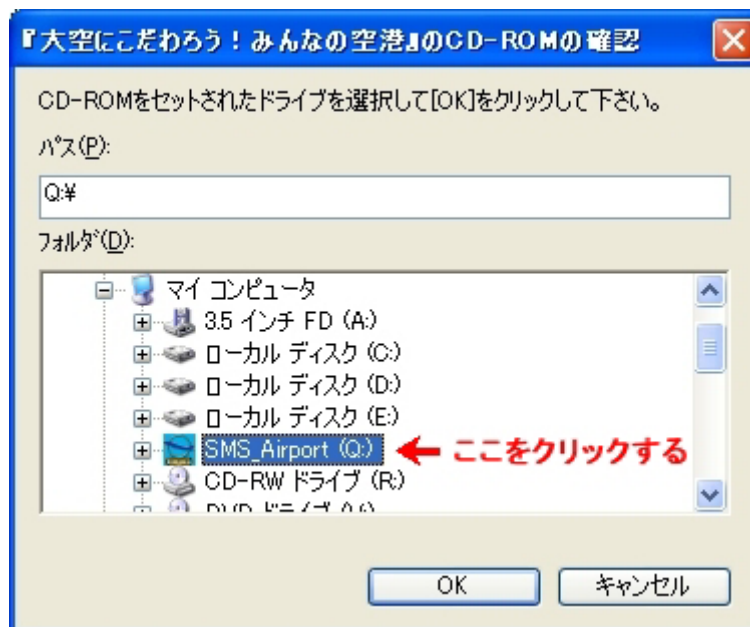 『大空にこだわろう！みんなの空港』のCD-ROMの確認
CD-ROMをセットされたドライブを選択して[OK]をクリックして下さい。
パス(P):
Q:¥
フォルダ(D):
マイ コンピュータ
3.5 インチ FD (A:)
ローカル ディスク (C:)
ローカル ディスク (D:)
ローカル ディスク (E:)
SMS_Airport (Q:) ← ここをクリックする
CD-RW ドライブ (R:)
OK キャンセル